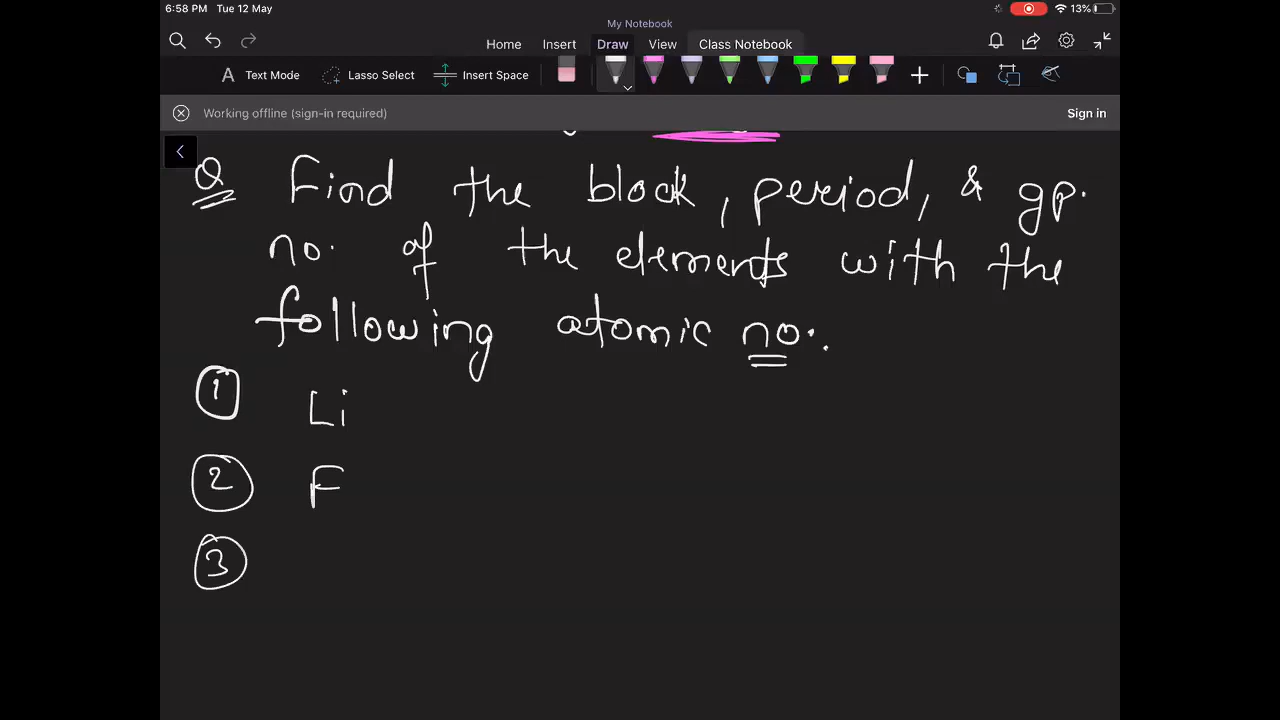 6:58 PM Tue 12 May
13%
My Notebook
Home Insert Draw View Class Notebook
A Text Mode Lasso Select Insert Space
Working offline (sign-in required) Sign in
Q Find the block, period, & gp.
no. of the elements with the
following atomic no.
1 Li
2 F
3